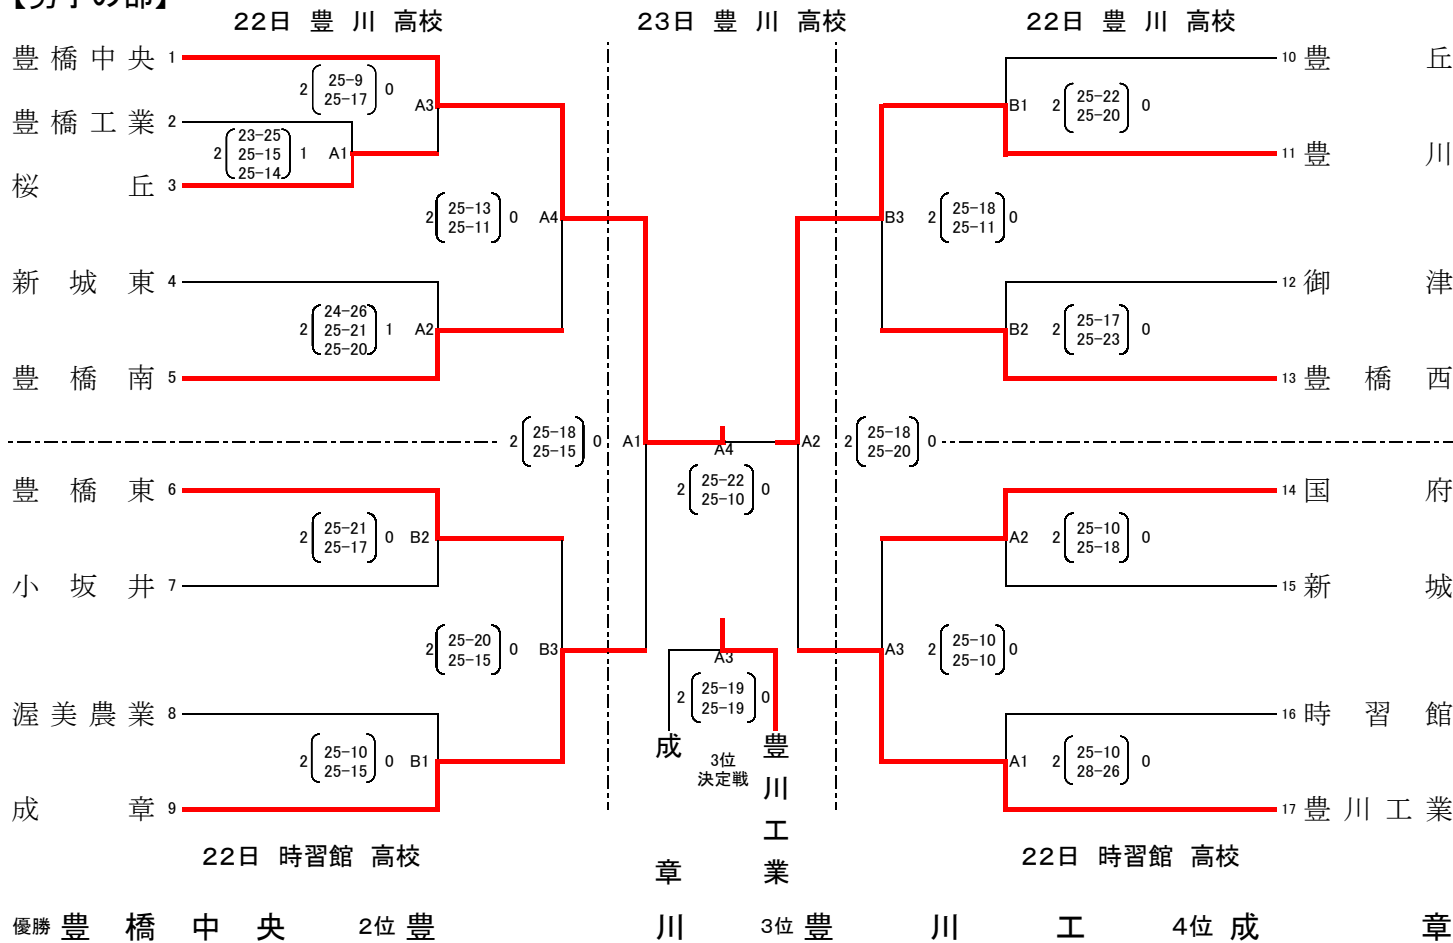 【男子の部】
22日 豊 川 高校
23日 豊 川 高校
22日 豊 川 高校
豊橋中央 1
2 25-9 25-17 0 A3
豊橋工業 2
2 23-25 25-15 25-14 1 A1
桜丘 3
2 25-13 25-11 0 A4
新城東 4
2 24-26 25-21 25-20 1 A2
豊橋南 5
2 25-18 25-15 0 A1
豊橋東 6
2 25-21 25-17 0 B2
小坂井 7
2 25-20 25-15 0 B3
渥美農業 8
2 25-10 25-15 0 B1
成章 9
22日 時習館 高校
A4
2 25-22 25-10 0
A3
2 25-19 25-19 0
成章
3位
決定戦
豊川工業
10 豊丘
B1 2 25-22 25-20 0
11 豊川
B3 2 25-18 25-11 0
12 御津
B2 2 25-17 25-23 0
13 豊橋西
A2 2 25-18 25-20 0
14 国府
A2 2 25-10 25-18 0
15 新城
A3 2 25-10 25-10 0
16 時習館
A1 2 25-10 28-26 0
17 豊川工業
22日 時習館 高校
優勝 豊橋中央 2位 豊川 3位 豊川工 4位 成章